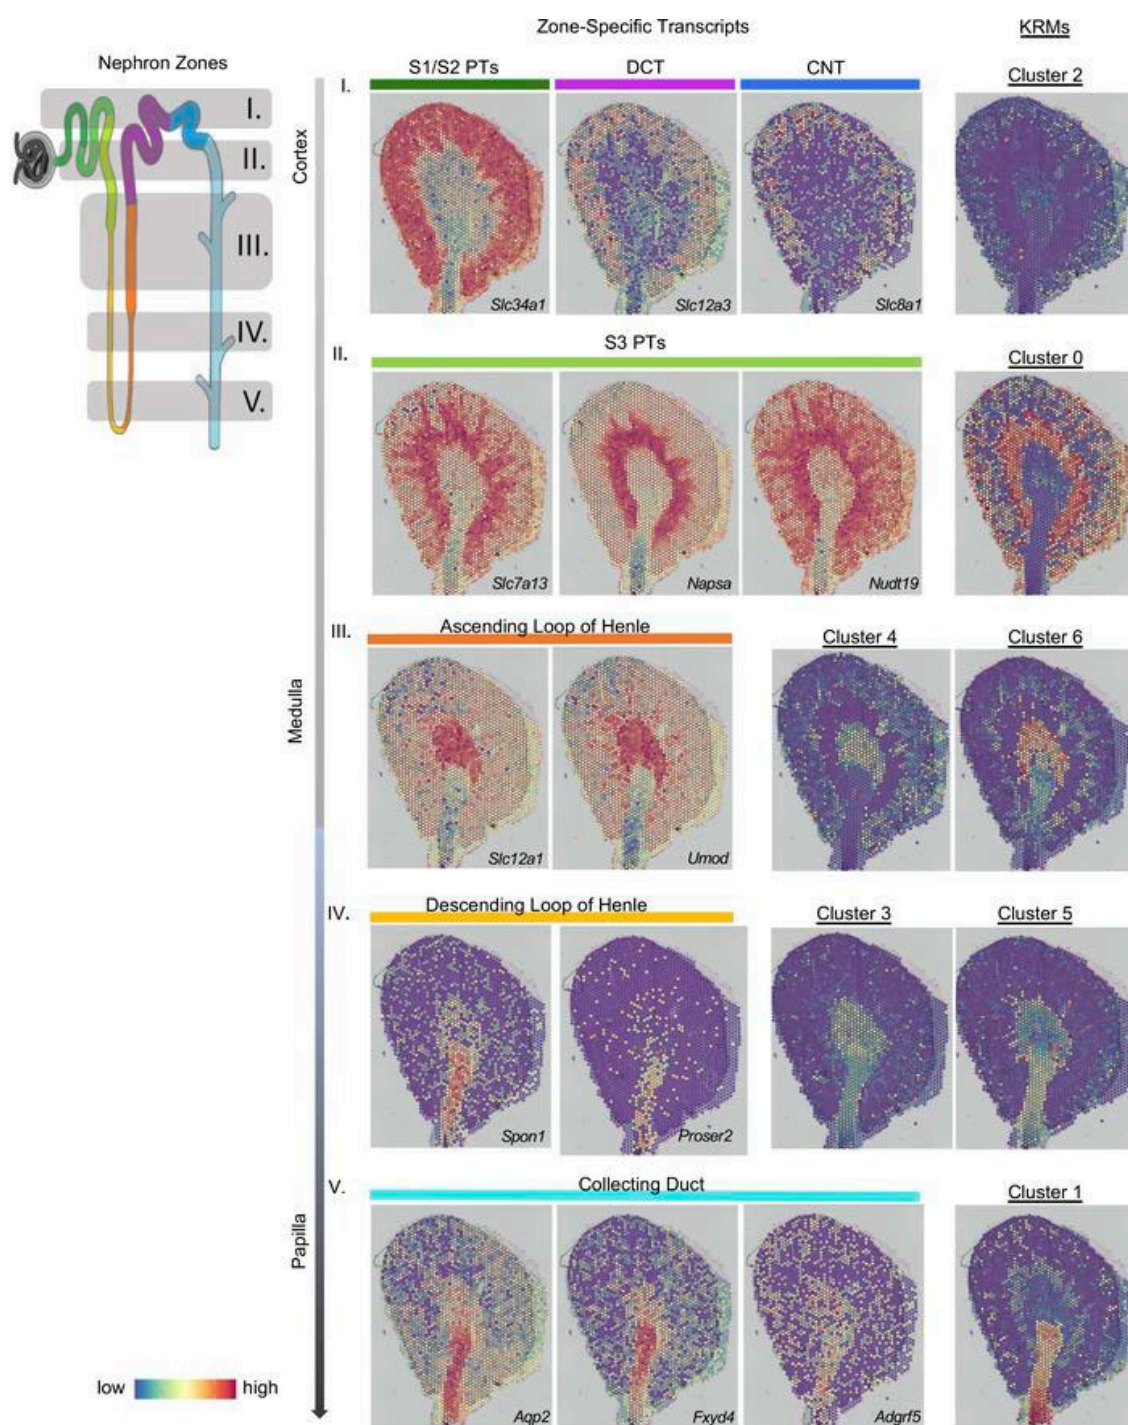 Zone-Specific Transcripts
KRMs
Nephron Zones
S1/S2 PTs
DCT
CNT
Cluster 2
I.
I.
II.
III.
IV.
V.
Cortex
Slc34a1
Slc12a3
Slc8a1
II.
S3 PTs
Cluster 0
Slc7a13
Napsa
Nudt19
III.
Ascending Loop of Henle
Cluster 4
Cluster 6
Medulla
Slc12a1
Umod
IV.
Descending Loop of Henle
Cluster 3
Cluster 5
Spon1
Proser2
V.
Collecting Duct
Cluster 1
Papilla
low
high
Aqp2
Fxyd4
Adgrf5